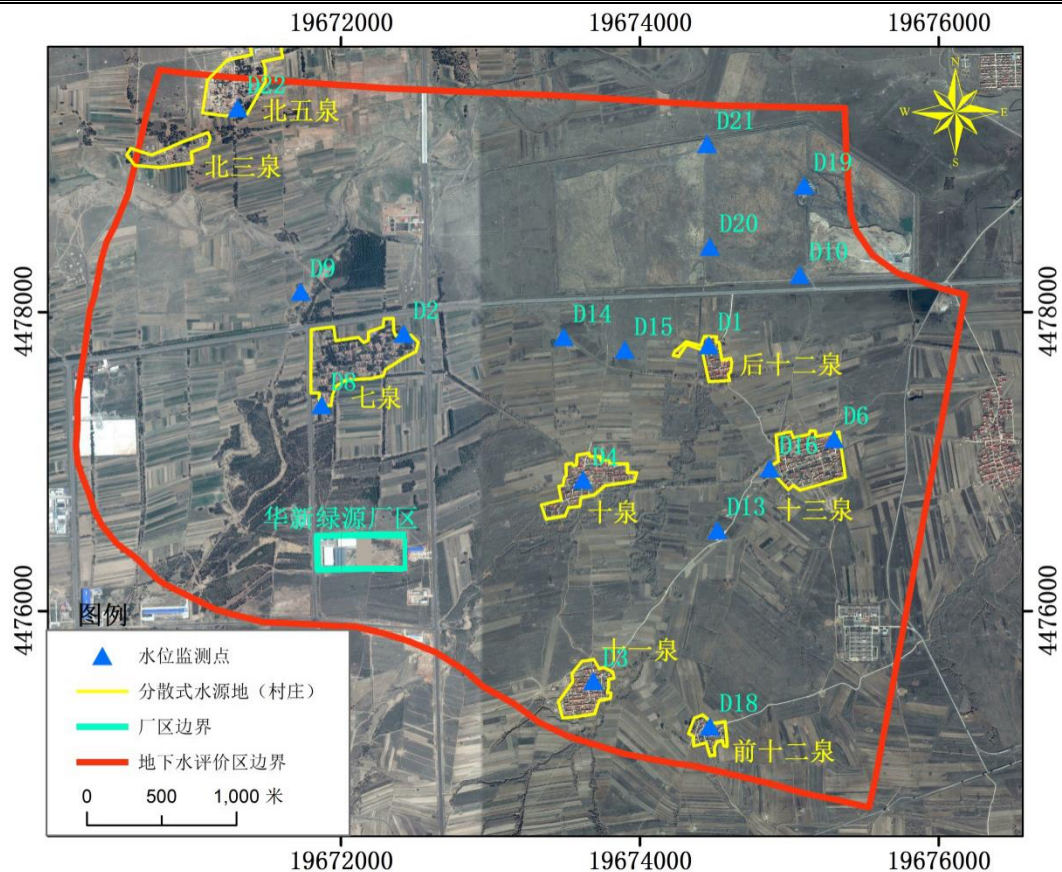 19672000 19674000 19676000
N
W E
S
D22
北五泉
北三泉
D21
D19
D20
D10
D9
4478000 4478000
D2
D14
D15
D1
后十二泉
D8
七泉
D6
D16
D4
十泉
十三泉
D13
华新绿源厂区
4476000 4476000
图例
水位监测点
分散式水源地（村庄）
厂区边界
地下水评价区边界
0 500 1,000 米
十一泉
D3
D18
前十二泉
19672000 19674000 19676000